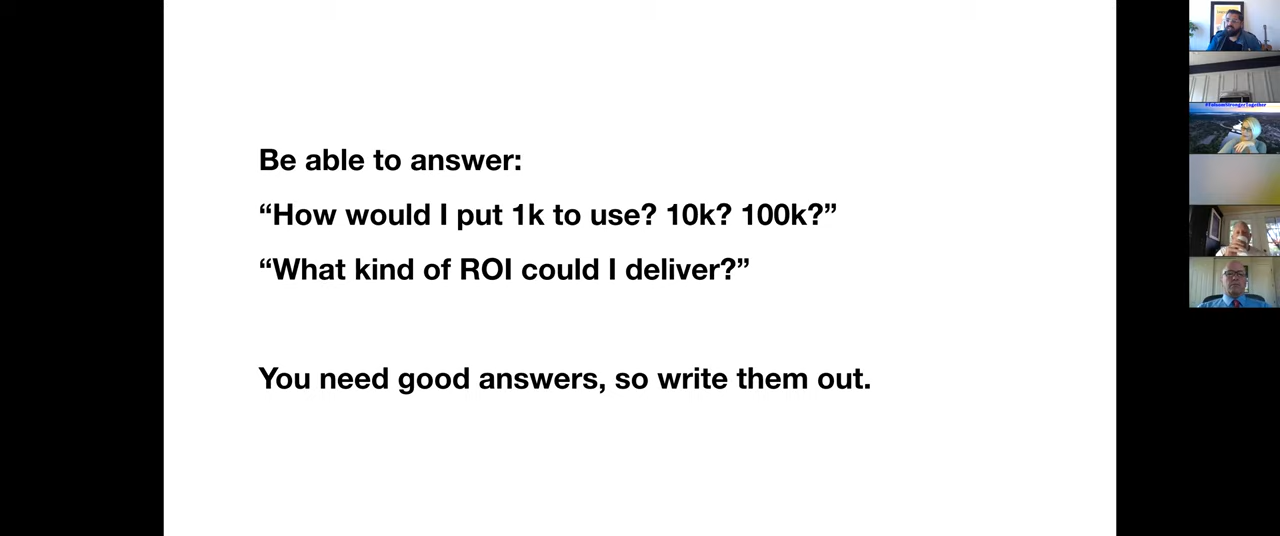 Be able to answer:
“How would I put 1k to use? 10k? 100k?”
“What kind of ROI could I deliver?”
You need good answers, so write them out.
#FolsomStrongerTogether